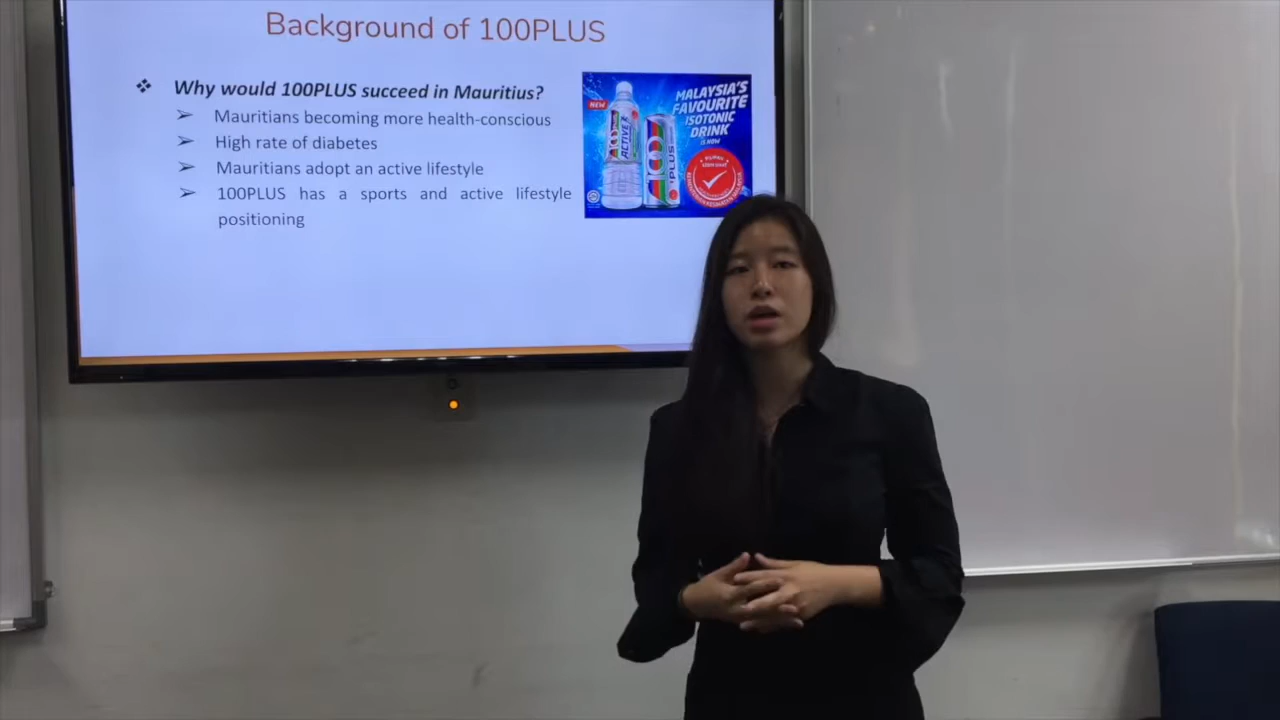 Background of 100PLUS
❖ Why would 100PLUS succeed in Mauritius?
➢ Mauritians becoming more health-conscious
➢ High rate of diabetes
➢ Mauritians adopt an active lifestyle
➢ 100PLUS has a sports and active lifestyle
positioning
NEW
MALAYSIA'S
FAVOURITE
ISOTONIC
DRINK
IS NOW
ACTIVE
100
PLUS